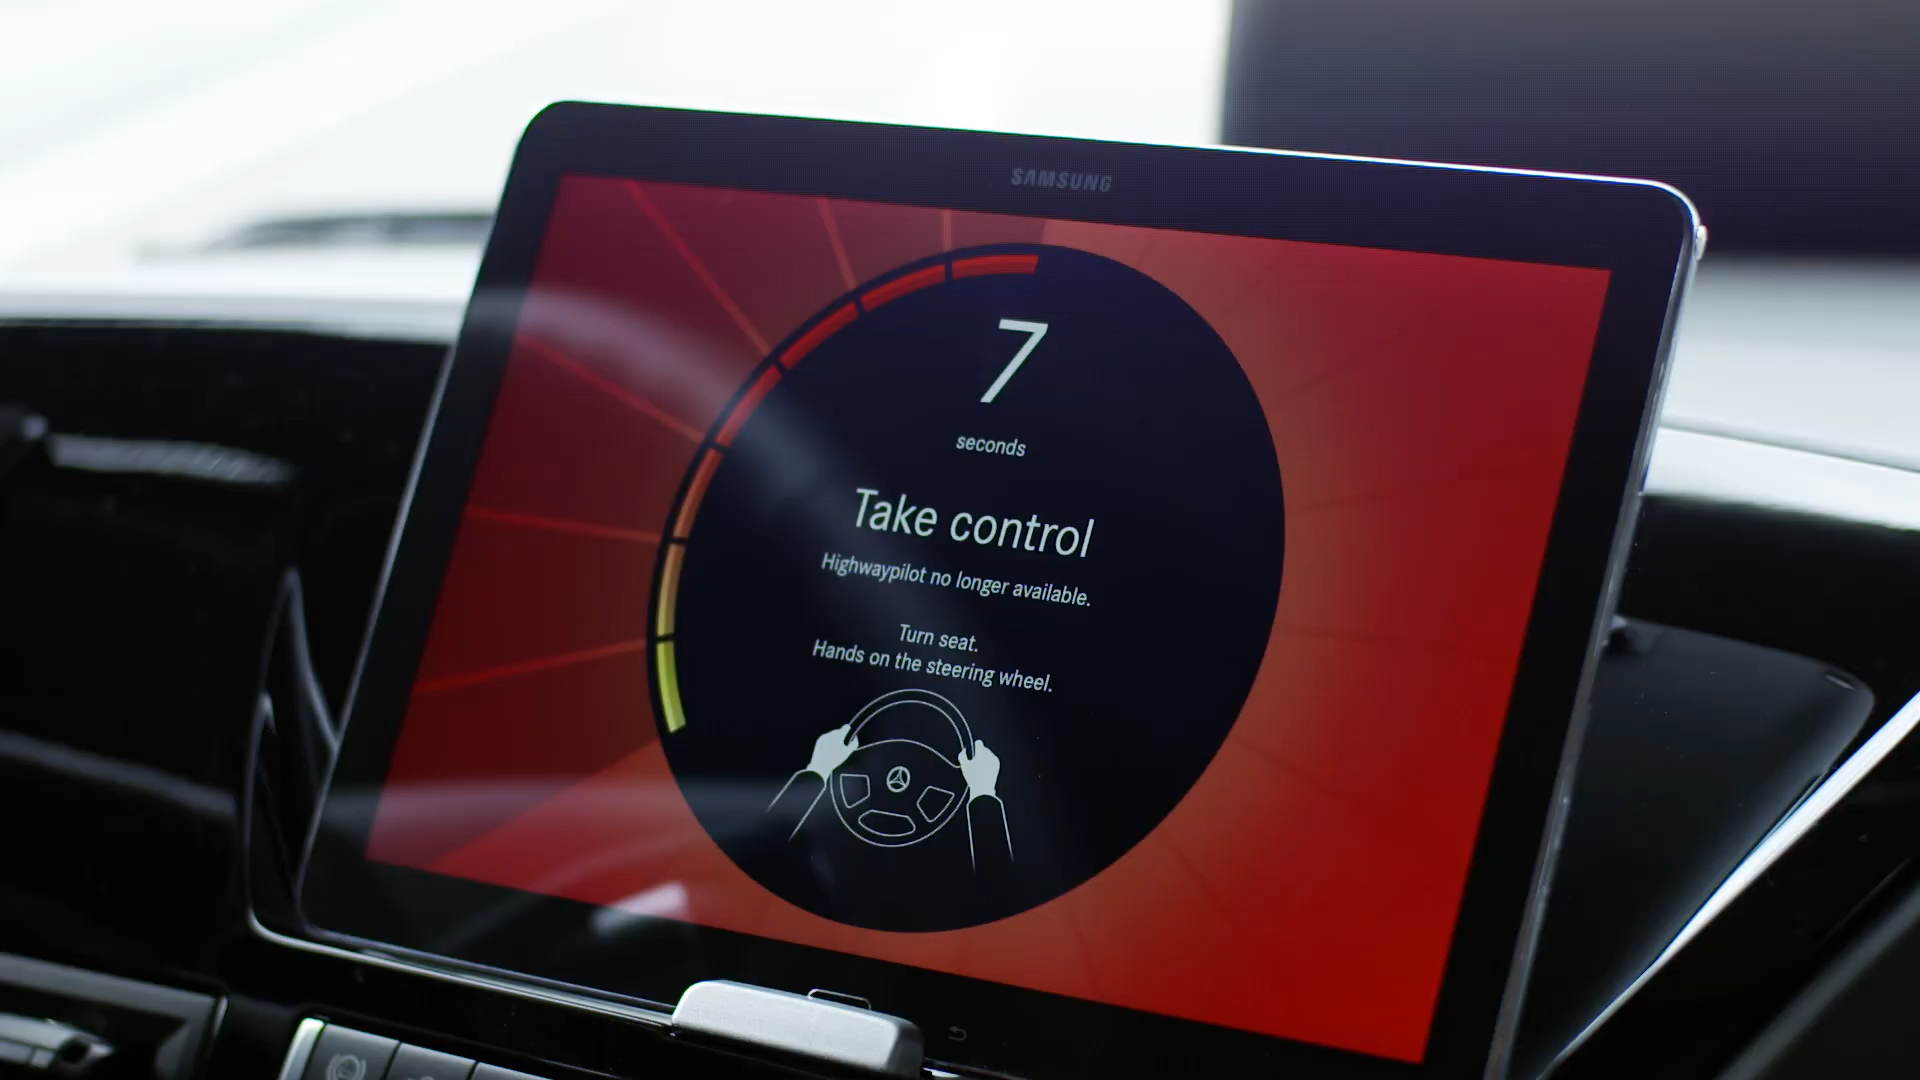 SAMSUNG
7
seconds
Take control
Highwaypilot no longer available.
Turn seat.
Hands on the steering wheel.